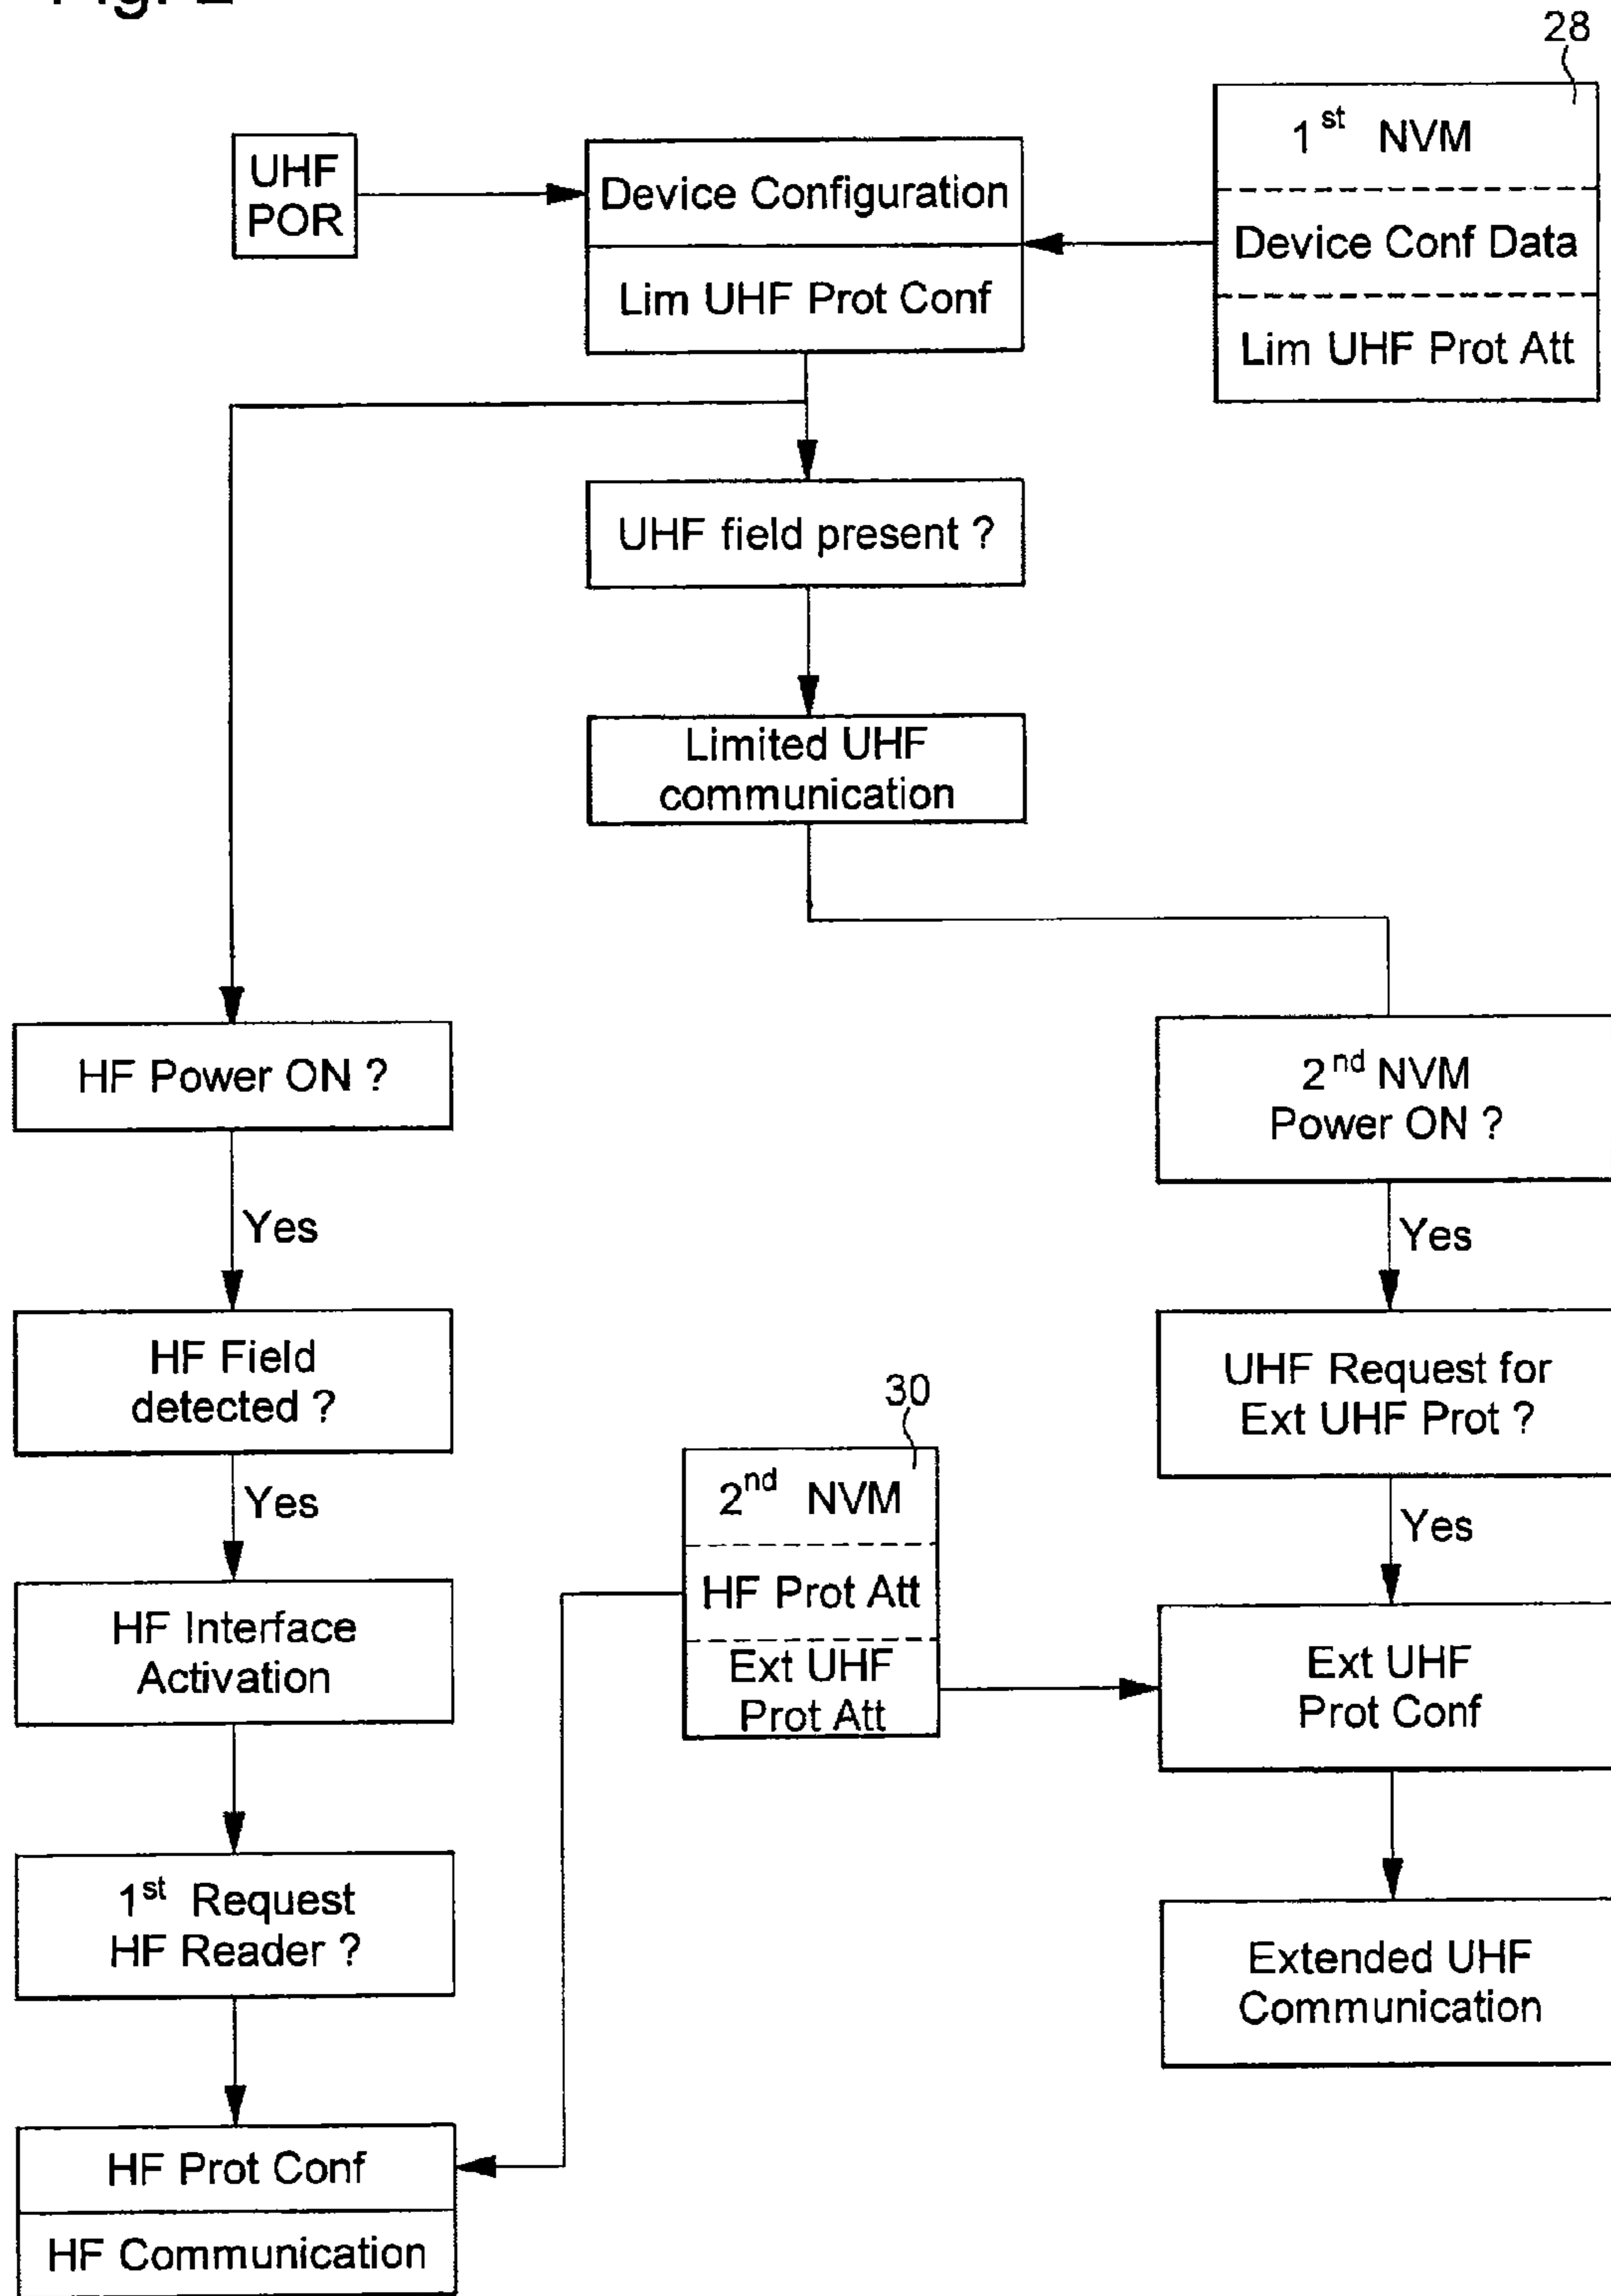 Fig. 2
28
1st NVM
UHF
POR
Device Configuration
Device Conf Data
Lim UHF Prot Conf
Lim UHF Prot Att
UHF field present ?
Limited UHF
communication
HF Power ON ?
2nd NVM
Power ON ?
Yes
Yes
HF Field
detected ?
UHF Request for
Ext UHF Prot ?
30
2nd NVM
Yes
Yes
HF Prot Att
HF Interface
Activation
Ext UHF
Prot Att
Ext UHF
Prot Conf
1st Request
HF Reader ?
Extended UHF
Communication
HF Prot Conf
HF Communication